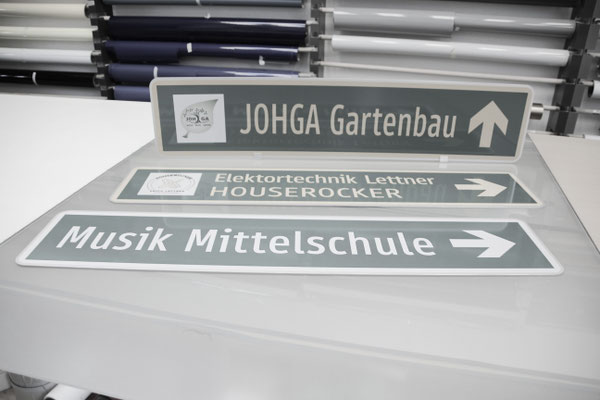 JOHGA Gartenbau
Elektortechnik Lettner
HOUSEROCKER
Musik Mittelschule